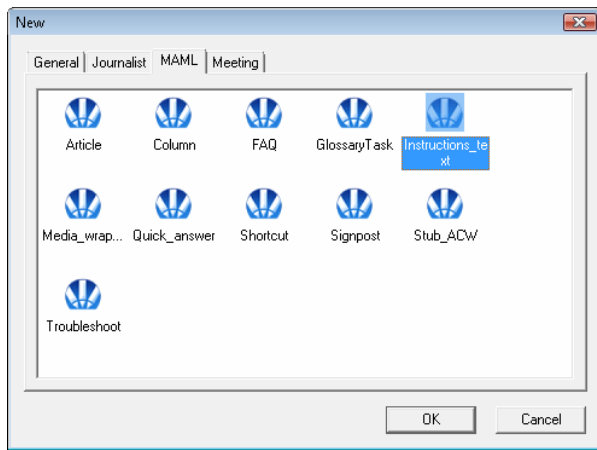 New
General Journalist MAML Meeting
Article Column FAQ GlossaryTask Instructions_te
xt
Media_wrap... Quick_answer Shortcut Signpost Stub_ACW
Troubleshoot
OK Cancel